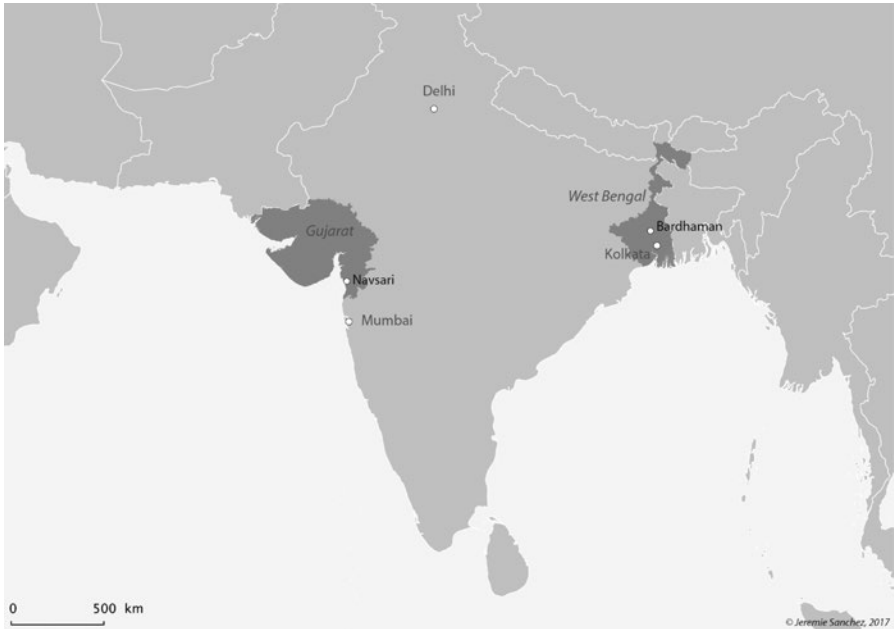 Delhi
West Bengal
Bardhaman
Gujarat
Kolkata
Navsari
Mumbai
0 500 km
© Jeremie Sanchez, 2017